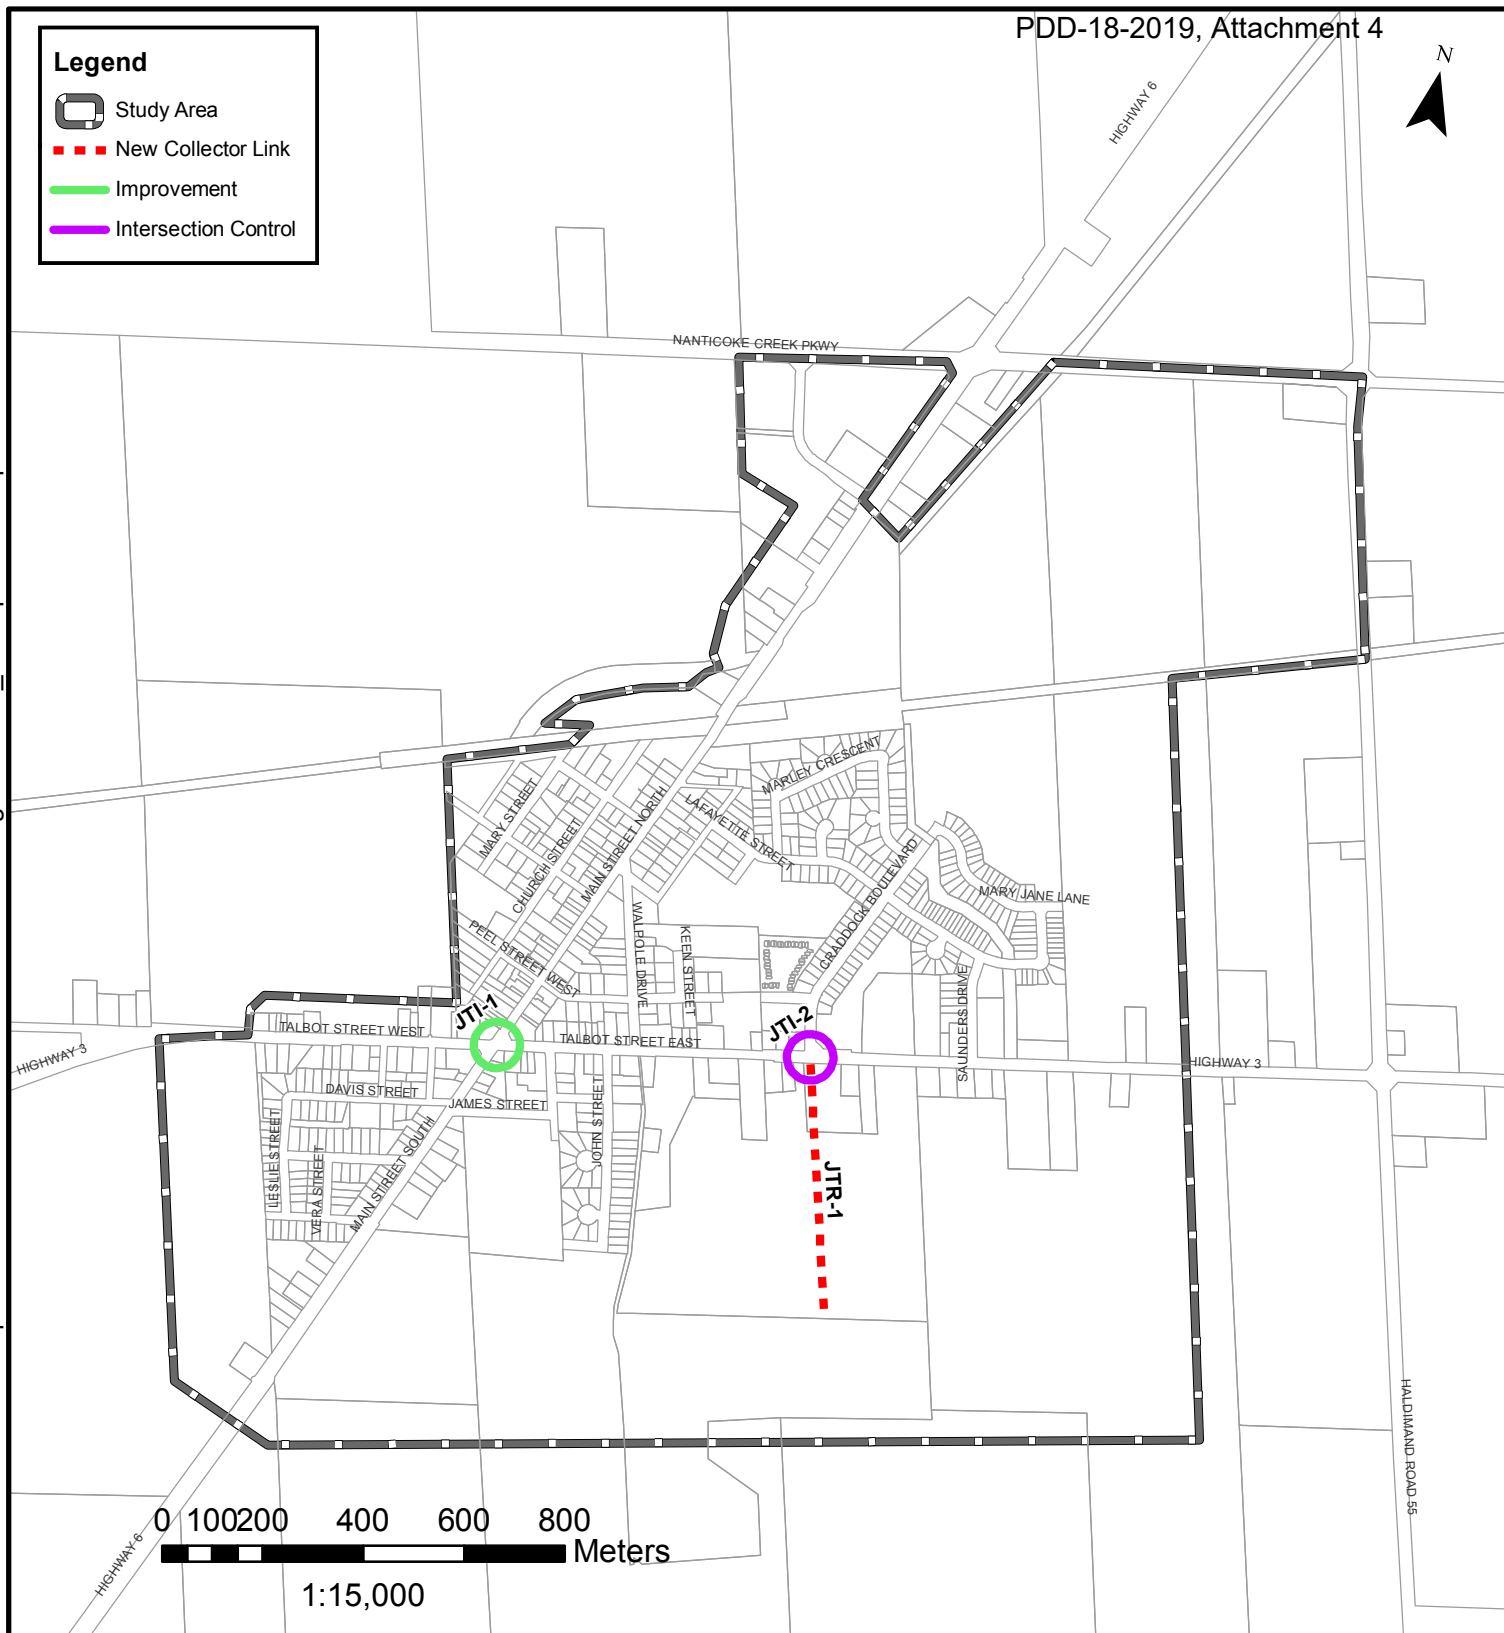 PDD-18-2019, Attachment 4
Legend
Study Area
New Collector Link
Improvement
Intersection Control
N
HIGHWAY 6
NANTICOKE CREEK PKWY
MARLEY CRESCENT
MARY STREET
LAFAYETTE STREET
CHURCH STREET
MAIN STREET NORTH
CRADDOCK BOULEVARD
MARY JANE LANE
PEEL STREET WEST
WALPOLE DRIVE
KEEN STREET
SAUNDERS DRIVE
JTI-1
JTI-2
TALBOT STREET WEST
TALBOT STREET EAST
HIGHWAY 3
HIGHWAY 3
DAVIS STREET
JAMES STREET
JOHN STREET
LESLIE STREET
VERA STREET
MAIN STREET SOUTH
JTR-1
HALDIMAND ROAD 55
HIGHWAY 6
0 100 200 400 600 800
Meters
1:15,000